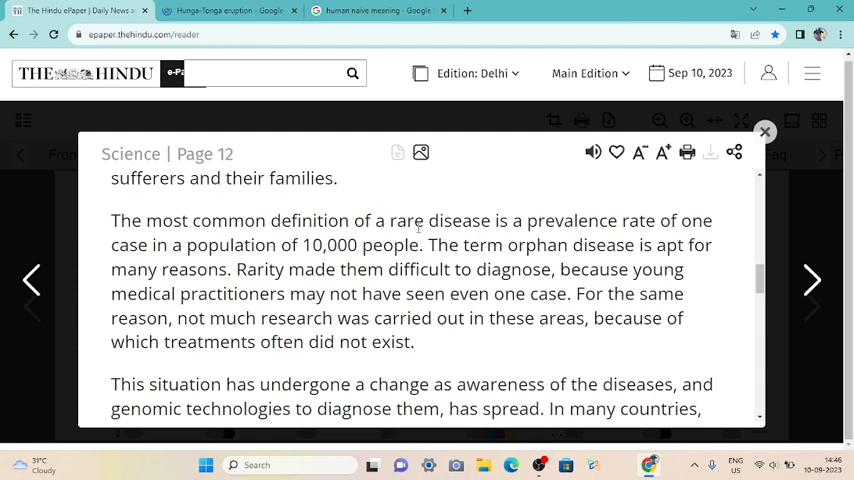 The Hindu ePaper | Daily News a
Hunga-Tonga eruption - Google
human naive meaning - Google
epaper.thehindu.com/reader
THE HINDU e-Pa
Edition: Delhi
Main Edition
Sep 10, 2023
Fron
Faq
Science | Page 12
A- A+
sufferers and their families.
The most common definition of a rare disease is a prevalence rate of one
case in a population of 10,000 people. The term orphan disease is apt for
many reasons. Rarity made them difficult to diagnose, because young
medical practitioners may not have seen even one case. For the same
reason, not much research was carried out in these areas, because of
which treatments often did not exist.
This situation has undergone a change as awareness of the diseases, and
genomic technologies to diagnose them, has spread. In many countries,
31°C
Cloudy
Search
ENG
US
14:46
10-09-2023